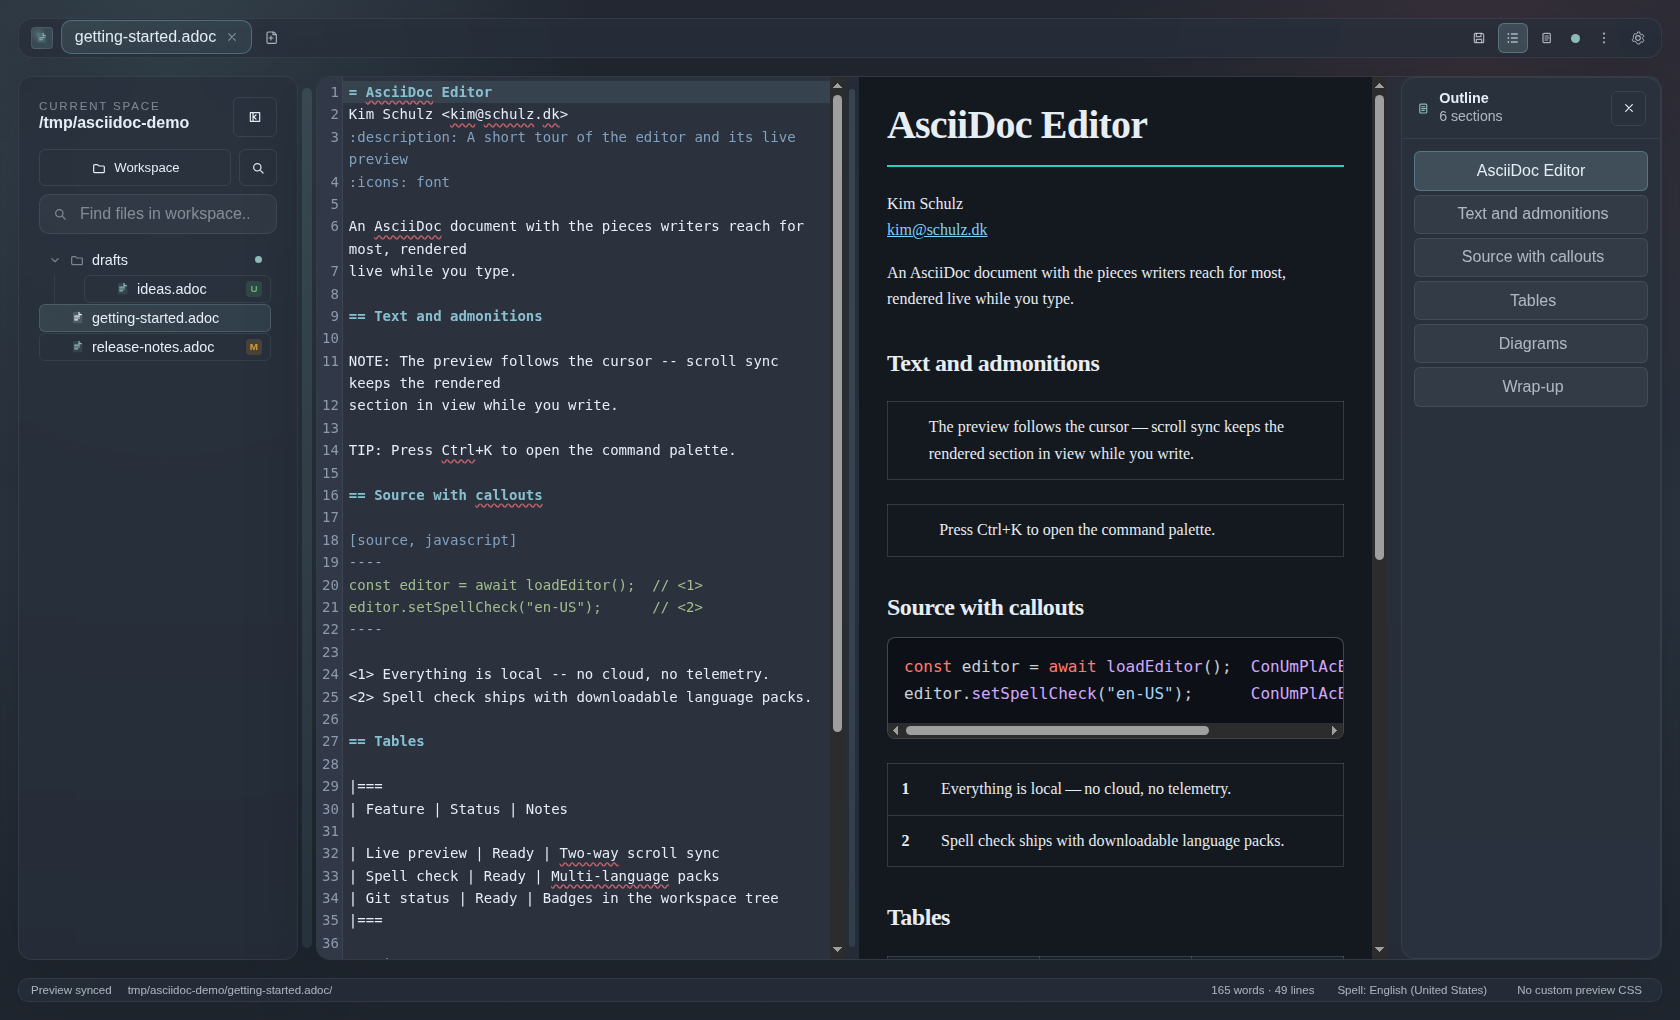 getting-started.adoc
CURRENT SPACE
/tmp/asciidoc-demo
Workspace
Find files in workspace..
drafts
ideas.adoc U
getting-started.adoc
release-notes.adoc M
1 = AsciiDoc Editor
2 Kim Schulz <kim@schulz.dk>
3 :description: A short tour of the editor and its live
preview
4 :icons: font
5
6 An AsciiDoc document with the pieces writers reach for
most, rendered
7 live while you type.
8
9 == Text and admonitions
10
11 NOTE: The preview follows the cursor -- scroll sync
keeps the rendered
12 section in view while you write.
13
14 TIP: Press Ctrl+K to open the command palette.
15
16 == Source with callouts
17
18 [source, javascript]
19 ----
20 const editor = await loadEditor();  // <1>
21 editor.setSpellCheck("en-US");      // <2>
22 ----
23
24 <1> Everything is local -- no cloud, no telemetry.
25 <2> Spell check ships with downloadable language packs.
26
27 == Tables
28
29 |===
30 | Feature | Status | Notes
31
32 | Live preview | Ready | Two-way scroll sync
33 | Spell check | Ready | Multi-language packs
34 | Git status | Ready | Badges in the workspace tree
35 |===
36
AsciiDoc Editor
Kim Schulz
kim@schulz.dk
An AsciiDoc document with the pieces writers reach for most,
rendered live while you type.
Text and admonitions
The preview follows the cursor — scroll sync keeps the
rendered section in view while you write.
Press Ctrl+K to open the command palette.
Source with callouts
const editor = await loadEditor();  ConUmPlAcE
editor.setSpellCheck("en-US");      ConUmPlAcE
1 Everything is local — no cloud, no telemetry.
2 Spell check ships with downloadable language packs.
Tables
Outline
6 sections
AsciiDoc Editor
Text and admonitions
Source with callouts
Tables
Diagrams
Wrap-up
Preview synced tmp/asciidoc-demo/getting-started.adoc/
165 words · 49 lines Spell: English (United States) No custom preview CSS